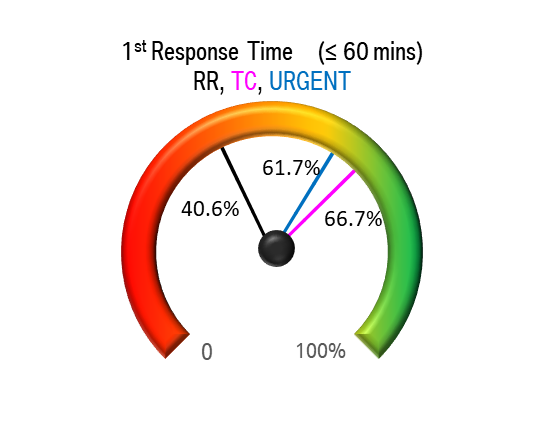 1st Response Time (≤ 60 mins)
RR, TC, URGENT
61.7%
40.6%
66.7%
0
100%